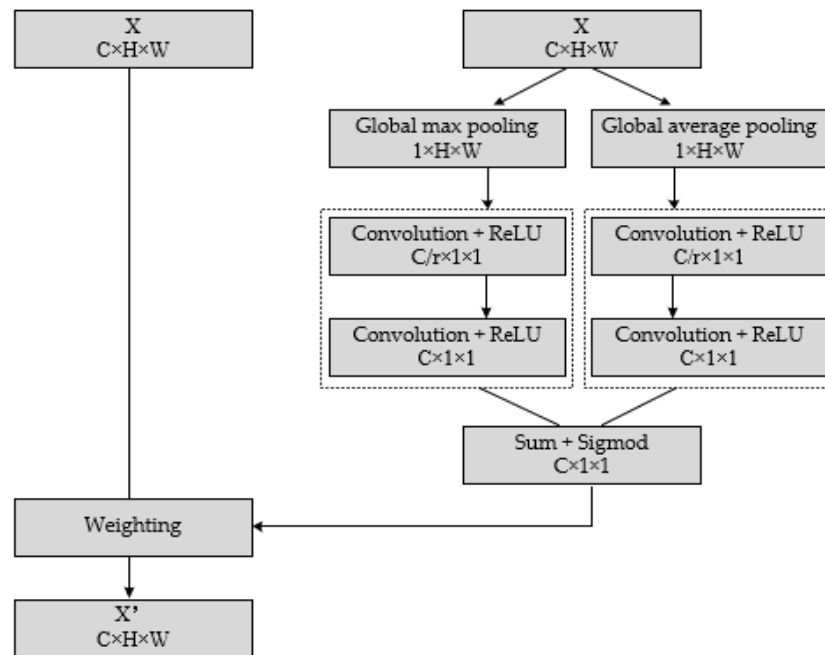 X
C×H×W
X
C×H×W
Global max pooling
1×H×W
Global average pooling
1×H×W
Convolution + ReLU
C/r×1×1
Convolution + ReLU
C/r×1×1
Convolution + ReLU
C×1×1
Convolution + ReLU
C×1×1
Sum + Sigmod
C×1×1
Weighting
X’
C×H×W